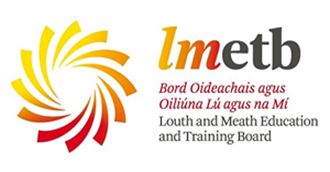 lmetb
Bord Oideachais agus
Oiliúna Lú agus na Mí
Louth and Meath Education
and Training Board